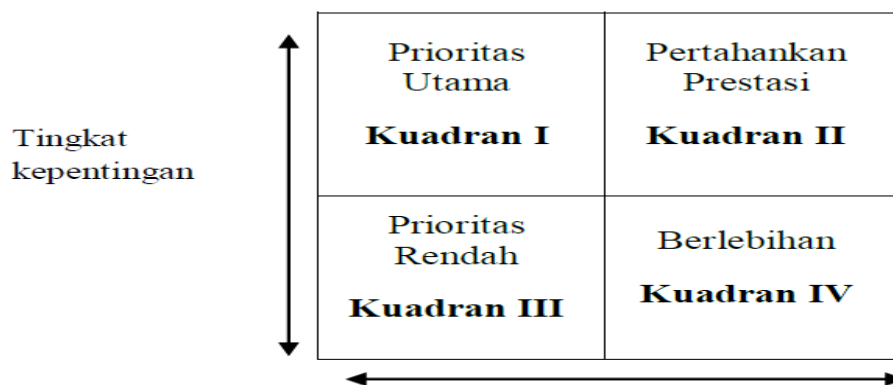 Prioritas
Utama
Kuadran I
Pertahankan
Prestasi
Kuadran II
Tingkat
kepentingan
Prioritas
Rendah
Kuadran III
Berlebihan
Kuadran IV